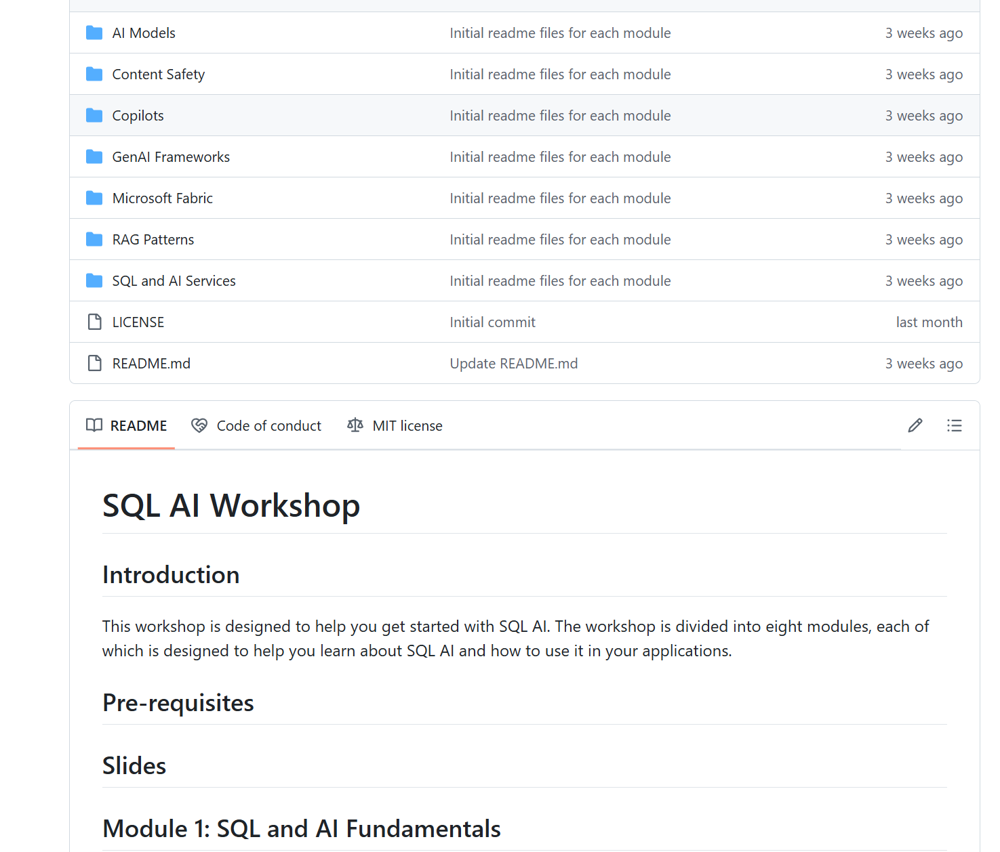 AI Models Initial readme files for each module 3 weeks ago
Content Safety Initial readme files for each module 3 weeks ago
Copilots Initial readme files for each module 3 weeks ago
GenAI Frameworks Initial readme files for each module 3 weeks ago
Microsoft Fabric Initial readme files for each module 3 weeks ago
RAG Patterns Initial readme files for each module 3 weeks ago
SQL and AI Services Initial readme files for each module 3 weeks ago
LICENSE Initial commit last month
README.md Update README.md 3 weeks ago
README Code of conduct MIT license
SQL AI Workshop
Introduction
This workshop is designed to help you get started with SQL AI. The workshop is divided into eight modules, each of
which is designed to help you learn about SQL AI and how to use it in your applications.
Pre-requisites
Slides
Module 1: SQL and AI Fundamentals